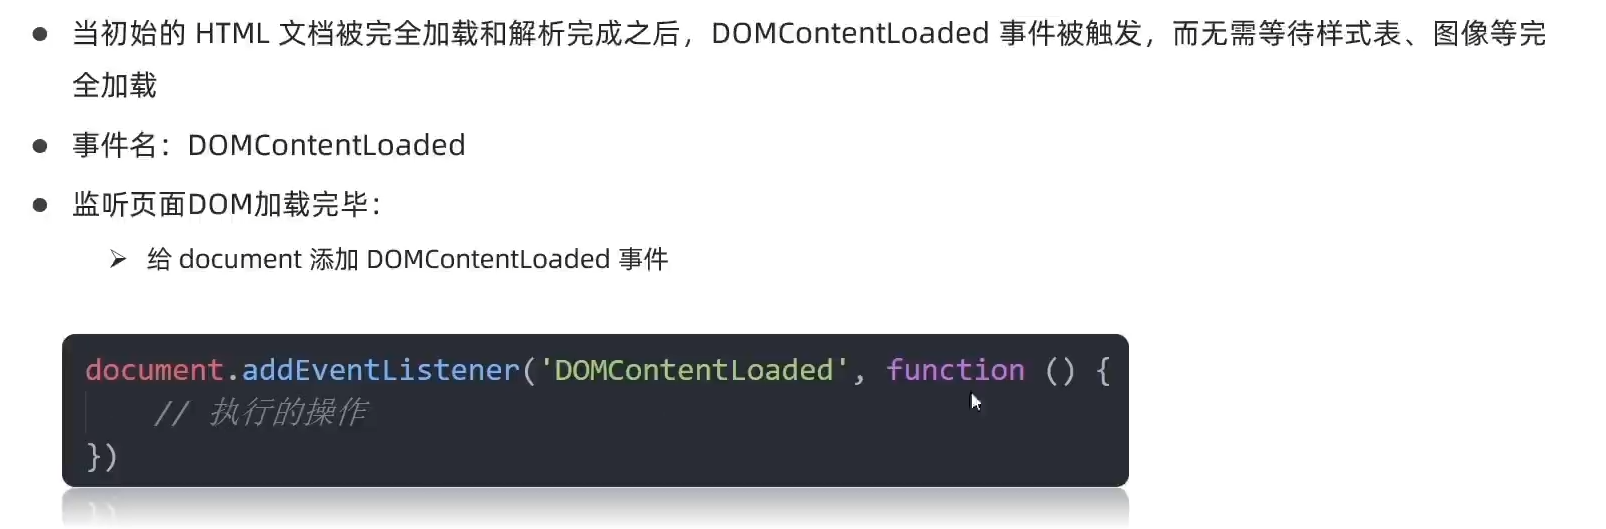 当初始的 HTML 文档被完全加载和解析完成之后，DOMContentLoaded 事件被触发，而无需等待样式表、图像等完
全加载
事件名：DOMContentLoaded
监听页面DOM加载完毕：
给 document 添加 DOMContentLoaded 事件
document.addEventListener('DOMContentLoaded', function () {
    // 执行的操作
})